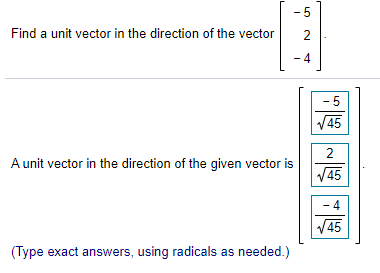 Find a unit vector in the direction of the vector [ -5
2
-4 ] .
A unit vector in the direction of the given vector is [ -5/√45
2/√45
-4/√45 ] .
(Type exact answers, using radicals as needed.)